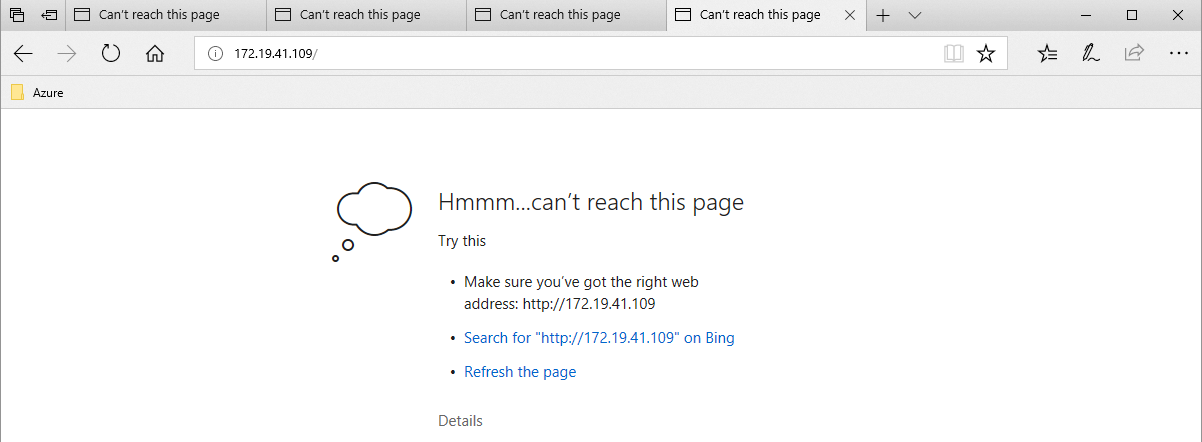 Can't reach this page Can't reach this page Can't reach this page Can't reach this page
172.19.41.109/
Azure
Hmmm...can't reach this page
Try this
• Make sure you've got the right web
address: http://172.19.41.109
• Search for "http://172.19.41.109" on Bing
• Refresh the page
Details